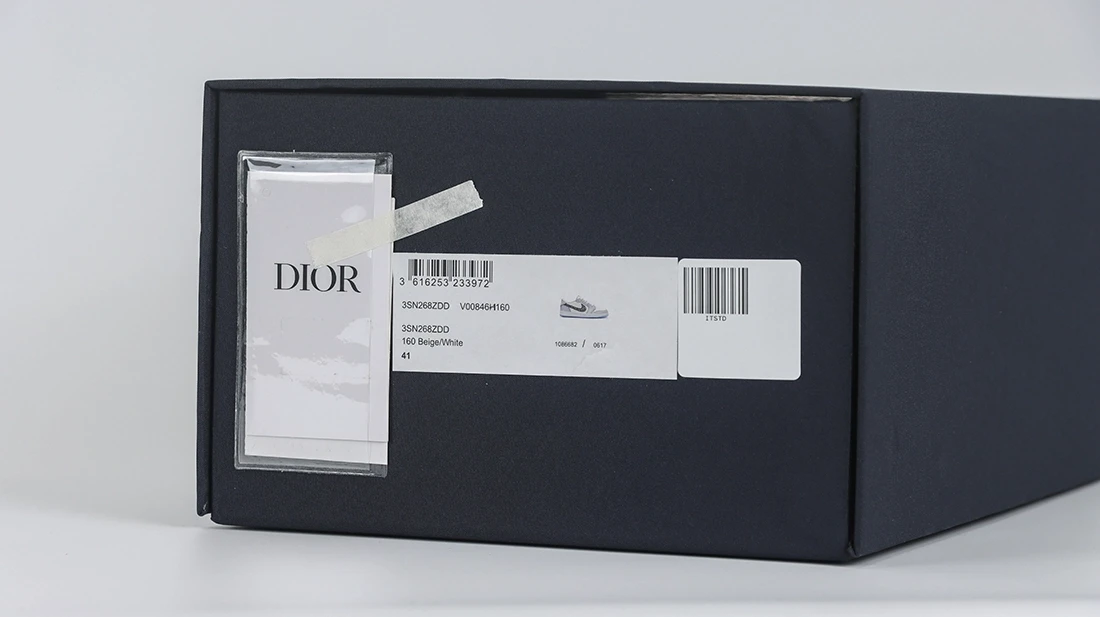 DIOR
3 616253 233972
3SN268ZDD V00846H160
3SN268ZDD
160 Beige/White
41
1086682 / 0617
ITSTD